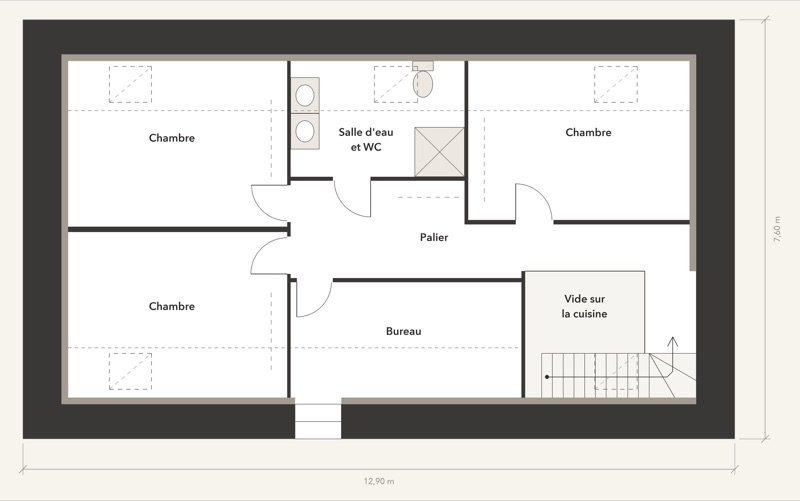 Chambre
Salle d'eau
et WC
Chambre
Palier
7,60 m
Chambre
Bureau
Vide sur
la cuisine
12,90 m